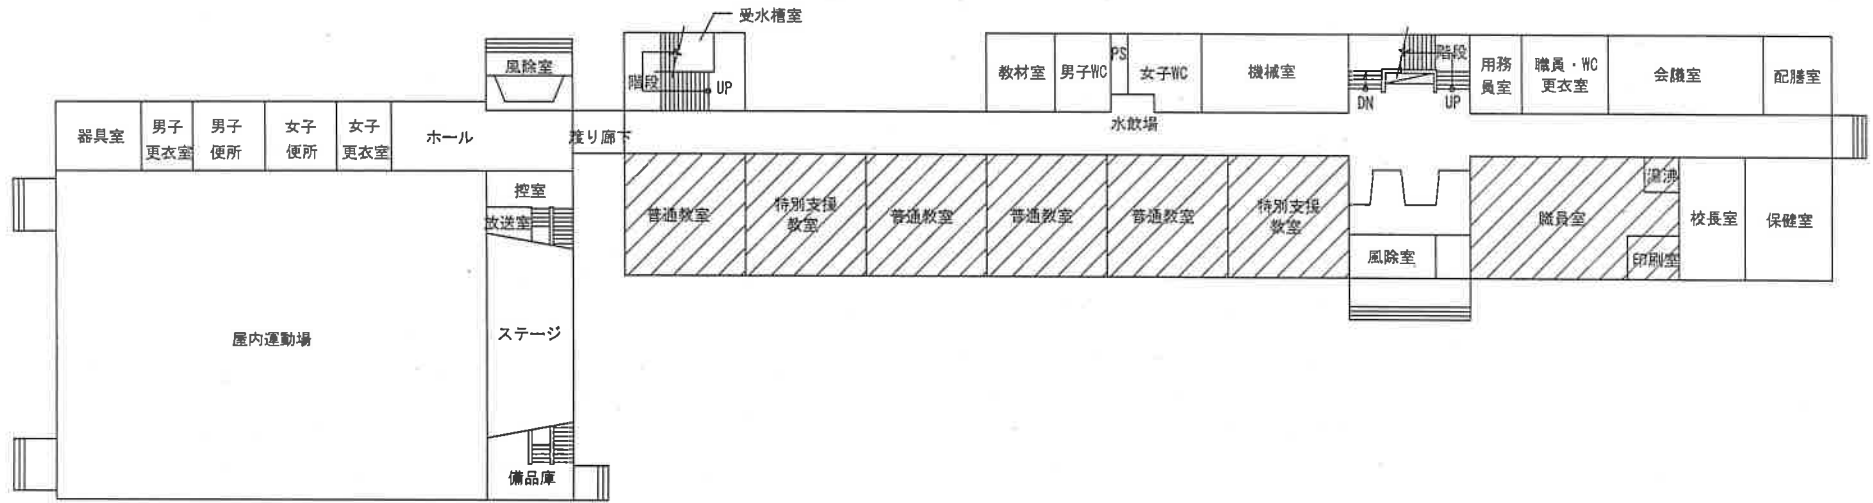 受水槽室
風除室
階段
UP
教材室
男子WC
PS
女子WC
機械室
階段
DN
UP
用務
員室
職員・WC
更衣室
会議室
配膳室
器具室
男子
更衣室
男子
便所
女子
便所
女子
更衣室
ホール
渡り廊下
水飲場
控室
放送室
普通教室
特別支援
教室
普通教室
普通教室
普通教室
特別支援
教室
風除室
職員室
湯沸
印刷室
校長室
保健室
屋内運動場
ステージ
備品庫